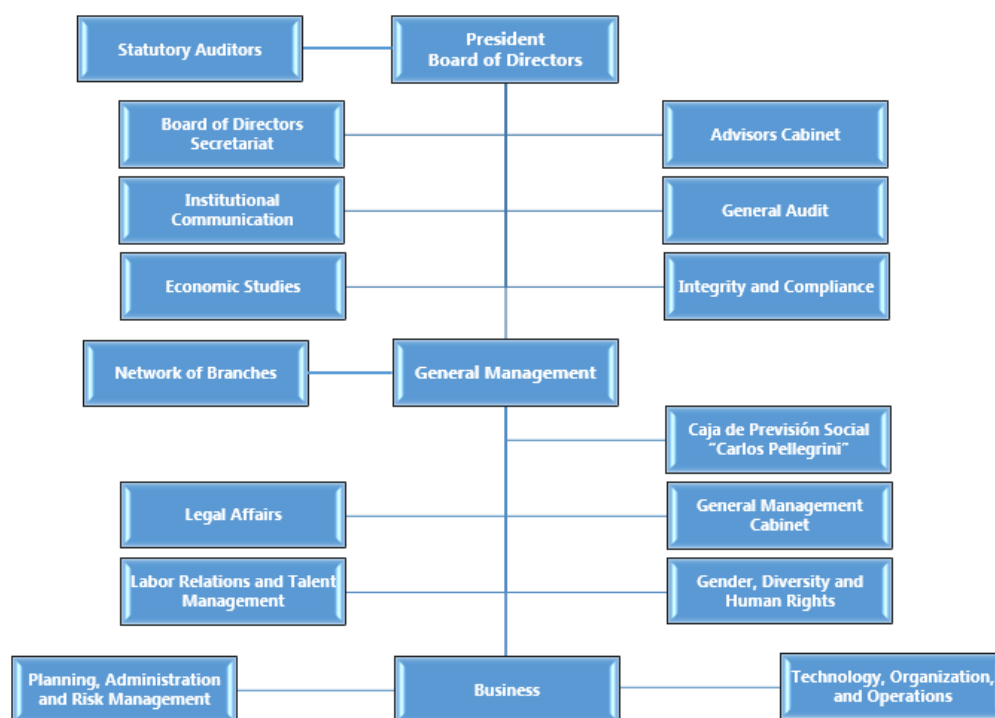 Statutory Auditors
President
Board of Directors
Board of Directors
Secretariat
Advisors Cabinet
Institutional
Communication
General Audit
Economic Studies
Integrity and Compliance
Network of Branches
General Management
Caja de Previsión Social
“Carlos Pellegrini”
Legal Affairs
General Management
Cabinet
Labor Relations and Talent
Management
Gender, Diversity and
Human Rights
Planning, Administration
and Risk Management
Business
Technology, Organization,
and Operations